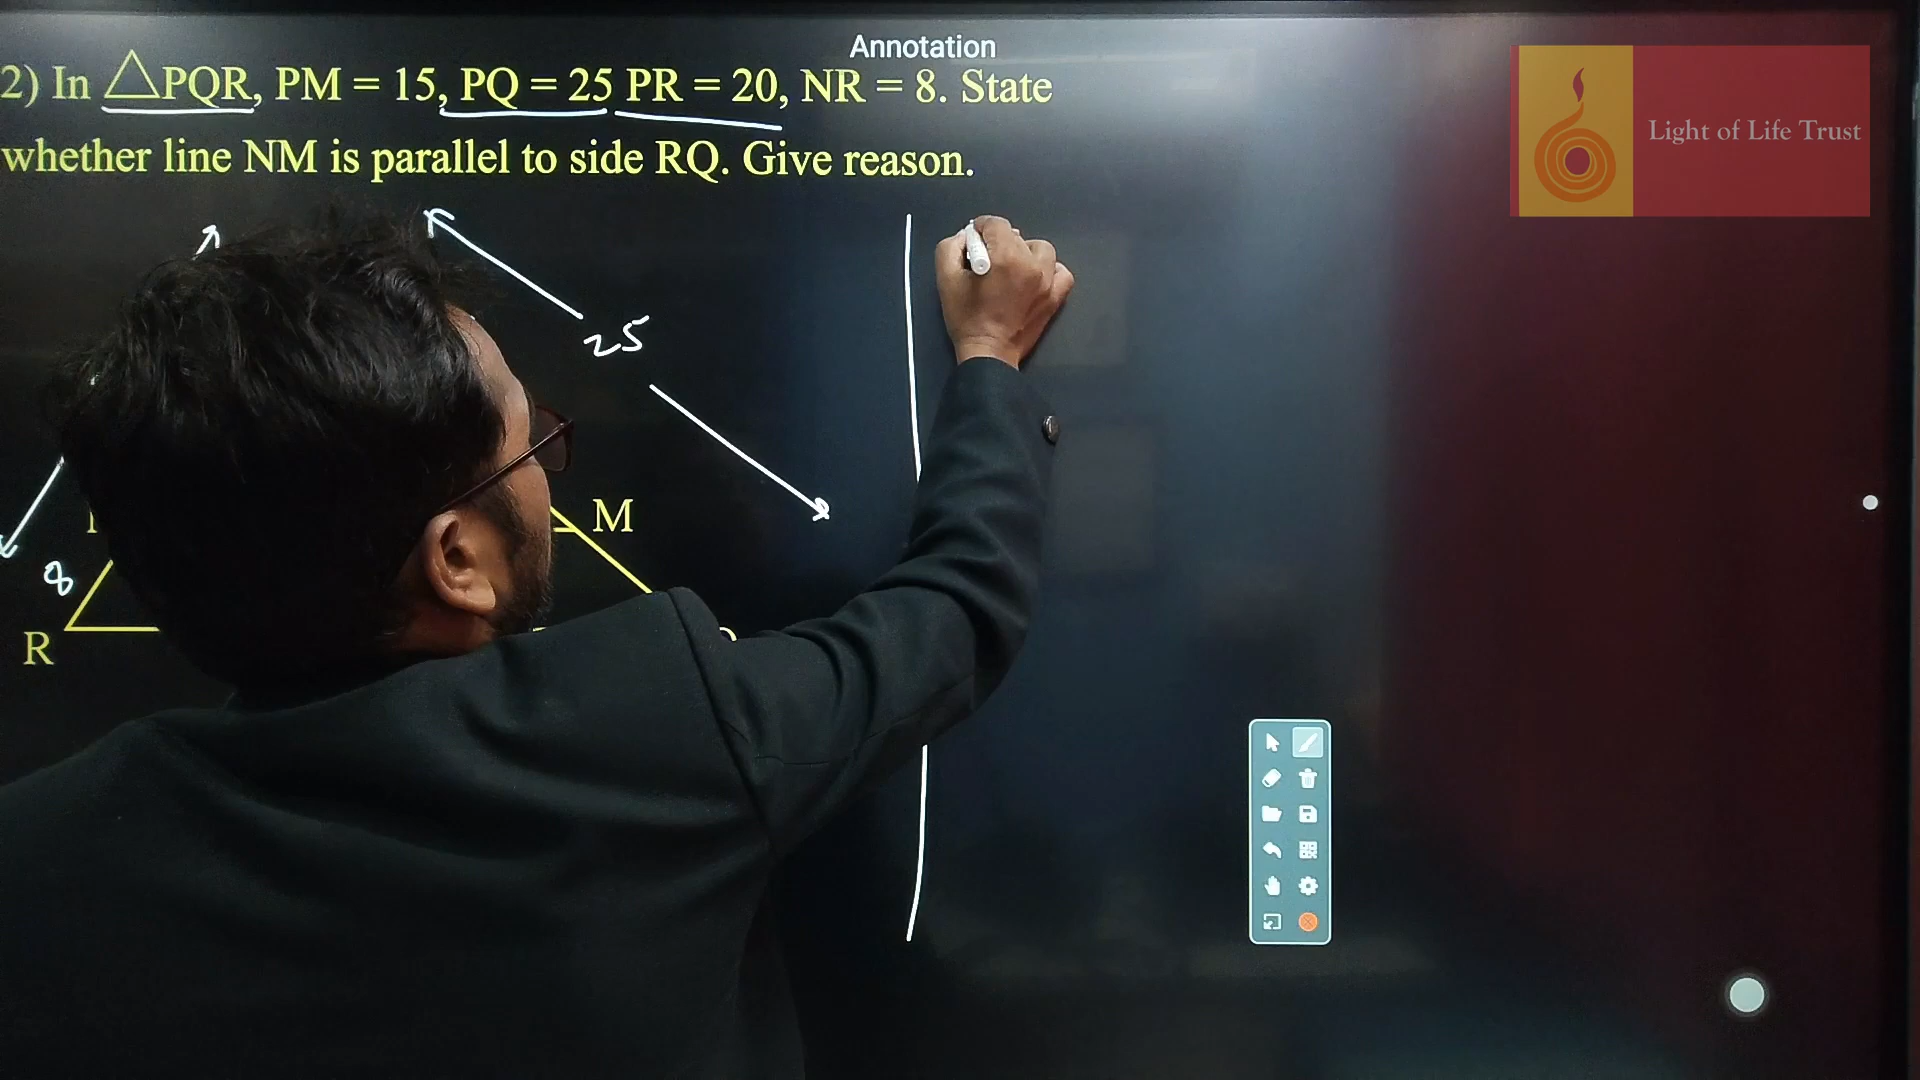 Annotation
2) In △PQR, PM = 15, PQ = 25 PR = 20, NR = 8. State
whether line NM is parallel to side RQ. Give reason.
Light of Life Trust
25
M
8
R